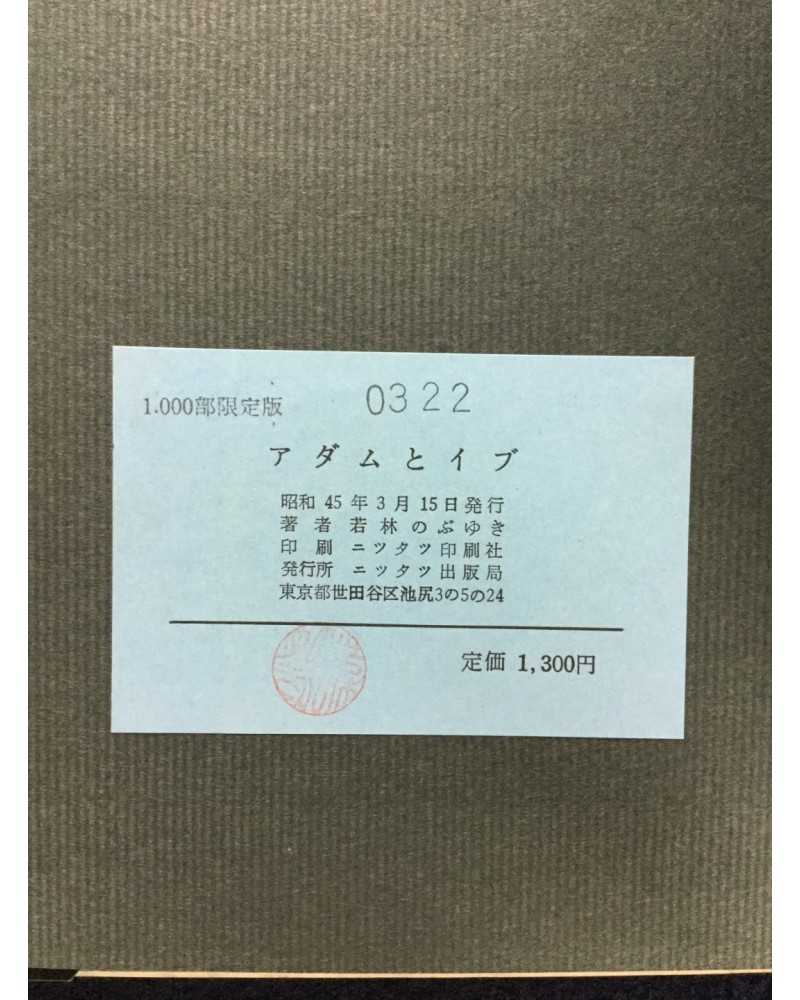 1.000部限定版 0322
アダムとイブ
昭和 45 年 3 月 15 日 発行
著者 若林のぶゆき
印刷 ニツタツ印刷社
発行所 ニツタツ出版局
東京都世田谷区池尻3の5の24
定価 1,300円